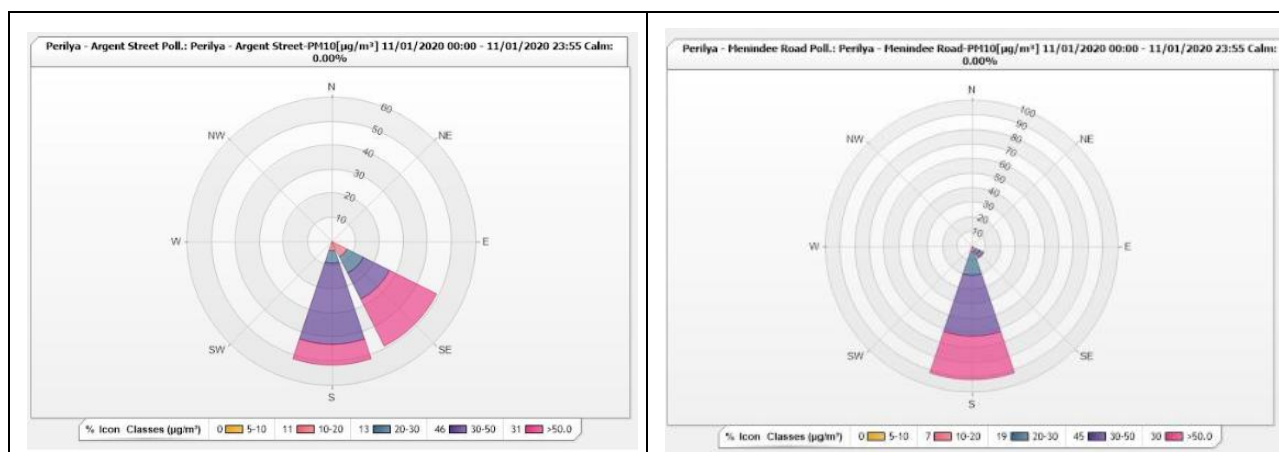 Perilya - Argent Street Poll.: Perilya - Argent Street-PM10[µg/m³] 11/01/2020 00:00 - 11/01/2020 23:55 Calm:
0.00%
N
NW
NE
60
50
40
30
20
10
W
E
SW
SE
S
% Icon Classes (µg/m³) 0 5-10 11 10-20 13 20-30 46 30-50 31 >50.0
Perilya - Menindee Road Poll.: Perilya - Menindee Road-PM10[µg/m³] 11/01/2020 00:00 - 11/01/2020 23:55 Calm:
0.00%
N
NW
NE
100
90
80
70
60
50
40
30
20
10
W
E
SW
SE
S
% Icon Classes (µg/m³) 0 5-10 7 10-20 19 20-30 45 30-50 30 >50.0